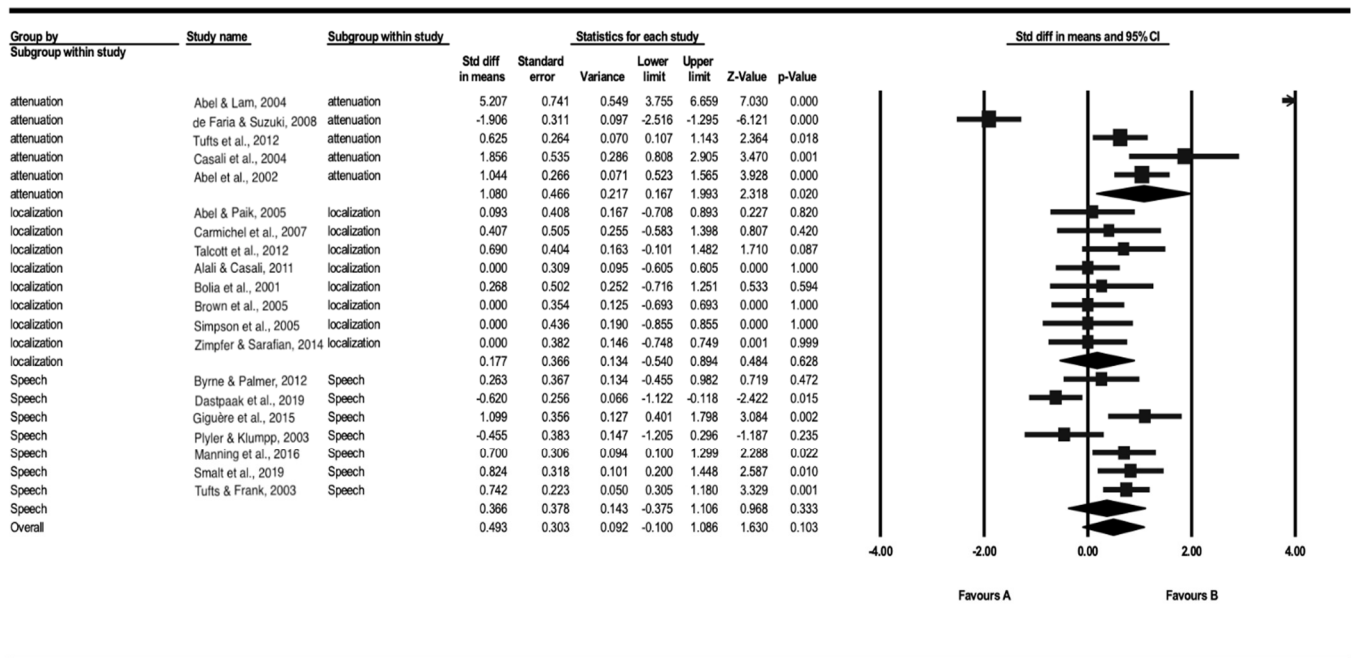 Group by Study name Subgroup within study Statistics for each study Std diff in means and 95% CI
Subgroup within study
Std diff Standard Lower Upper
in means error Variance limit limit Z-Value p-Value
attenuation Abel & Lam, 2004 attenuation 5.207 0.741 0.549 3.755 6.659 7.030 0.000
attenuation de Faria & Suzuki, 2008 attenuation -1.906 0.311 0.097 -2.516 -1.295 -6.121 0.000
attenuation Tufts et al., 2012 attenuation 0.625 0.264 0.070 0.107 1.143 2.364 0.018
attenuation Casali et al., 2004 attenuation 1.856 0.535 0.286 0.808 2.905 3.470 0.001
attenuation Abel et al., 2002 attenuation 1.044 0.266 0.071 0.523 1.565 3.928 0.000
attenuation 1.080 0.466 0.217 0.167 1.993 2.318 0.020
localization Abel & Paik, 2005 localization 0.093 0.408 0.167 -0.708 0.893 0.227 0.820
localization Carmichel et al., 2007 localization 0.407 0.505 0.255 -0.583 1.398 0.807 0.420
localization Talcott et al., 2012 localization 0.690 0.404 0.163 -0.101 1.482 1.710 0.087
localization Alali & Casali, 2011 localization 0.000 0.309 0.095 -0.605 0.605 0.000 1.000
localization Bolia et al., 2001 localization 0.268 0.502 0.252 -0.716 1.251 0.533 0.594
localization Brown et al., 2005 localization 0.000 0.354 0.125 -0.693 0.693 0.000 1.000
localization Simpson et al., 2005 localization 0.000 0.436 0.190 -0.855 0.855 0.000 1.000
localization Zimpfer & Sarafian, 2014 localization 0.000 0.382 0.146 -0.748 0.749 0.001 0.999
localization 0.177 0.366 0.134 -0.540 0.894 0.484 0.628
Speech Byrne & Palmer, 2012 Speech 0.263 0.367 0.134 -0.455 0.982 0.719 0.472
Speech Dastpaak et al., 2019 Speech -0.620 0.256 0.066 -1.122 -0.118 -2.422 0.015
Speech Giguère et al., 2015 Speech 1.099 0.356 0.127 0.401 1.798 3.084 0.002
Speech Plyler & Klumpp, 2003 Speech -0.455 0.383 0.147 -1.205 0.296 -1.187 0.235
Speech Manning et al., 2016 Speech 0.700 0.306 0.094 0.100 1.299 2.288 0.022
Speech Smalt et al., 2019 Speech 0.824 0.318 0.101 0.200 1.448 2.587 0.010
Speech Tufts & Frank, 2003 Speech 0.742 0.223 0.050 0.305 1.180 3.329 0.001
Speech 0.366 0.378 0.143 -0.375 1.106 0.968 0.333
Overall 0.493 0.303 0.092 -0.100 1.086 1.630 0.103
-4.00 -2.00 0.00 2.00 4.00
Favours A Favours B